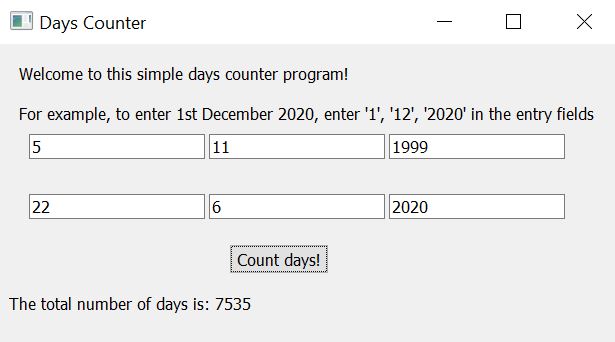 Days Counter
Welcome to this simple days counter program!
For example, to enter 1st December 2020, enter '1', '12', '2020' in the entry fields
5 11 1999
22 6 2020
Count days!
The total number of days is: 7535